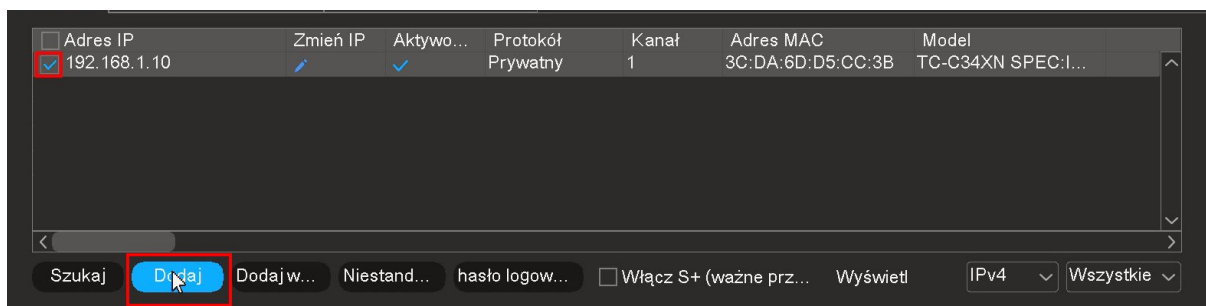 Adres IP Zmień IP Aktywo... Protokół Kanał Adres MAC Model
192.168.1.10 Prywatny 1 3C:DA:6D:D5:CC:3B TC-C34XN SPEC:I...
Szukaj Dodaj Dodaj w... Niestand... hasło logow... Włącz S+ (ważne prz... Wyświetl IPv4 Wszystkie